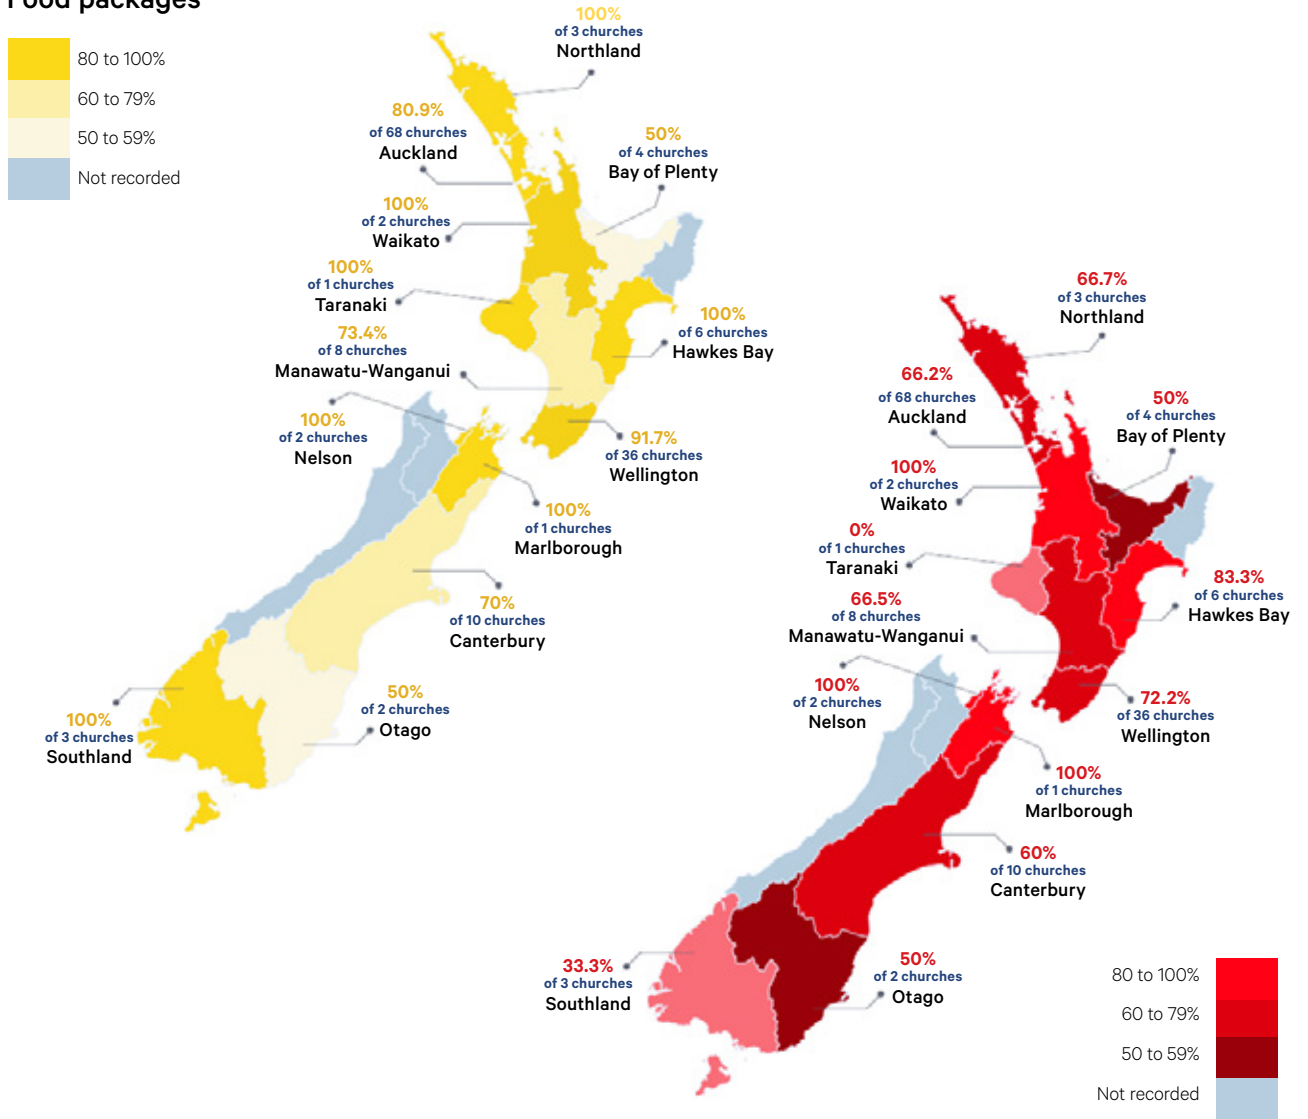 Food packages
80 to 100%
60 to 79%
50 to 59%
Not recorded
100%
of 3 churches
Northland
80.9%
of 68 churches
Auckland
50%
of 4 churches
Bay of Plenty
100%
of 2 churches
Waikato
100%
of 1 churches
Taranaki
100%
of 6 churches
Hawkes Bay
73.4%
of 8 churches
Manawatu-Wanganui
100%
of 2 churches
Nelson
91.7%
of 36 churches
Wellington
100%
of 1 churches
Marlborough
70%
of 10 churches
Canterbury
50%
of 2 churches
Otago
100%
of 3 churches
Southland
66.7%
of 3 churches
Northland
66.2%
of 68 churches
Auckland
50%
of 4 churches
Bay of Plenty
100%
of 2 churches
Waikato
0%
of 1 churches
Taranaki
83.3%
of 6 churches
Hawkes Bay
66.5%
of 8 churches
Manawatu-Wanganui
100%
of 2 churches
Nelson
72.2%
of 36 churches
Wellington
100%
of 1 churches
Marlborough
60%
of 10 churches
Canterbury
50%
of 2 churches
Otago
33.3%
of 3 churches
Southland
80 to 100%
60 to 79%
50 to 59%
Not recorded